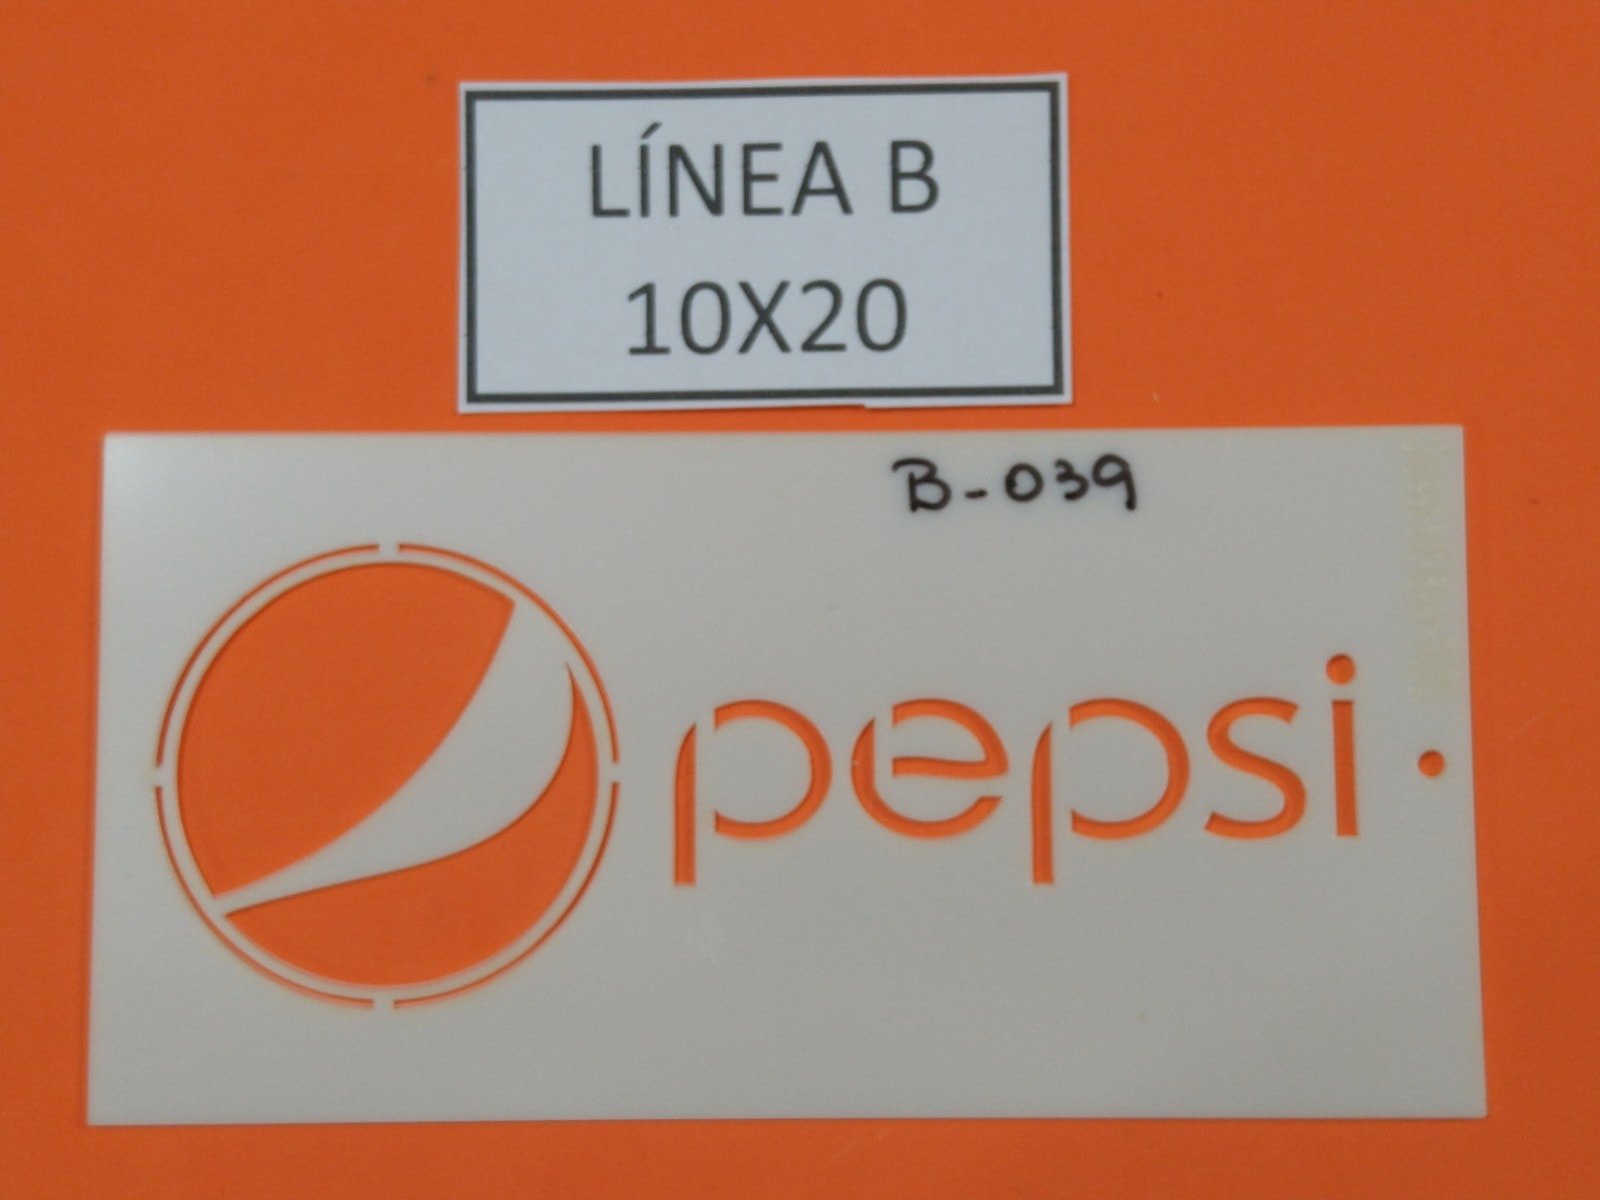 LÍNEA B
10X20
B-039
pepsi